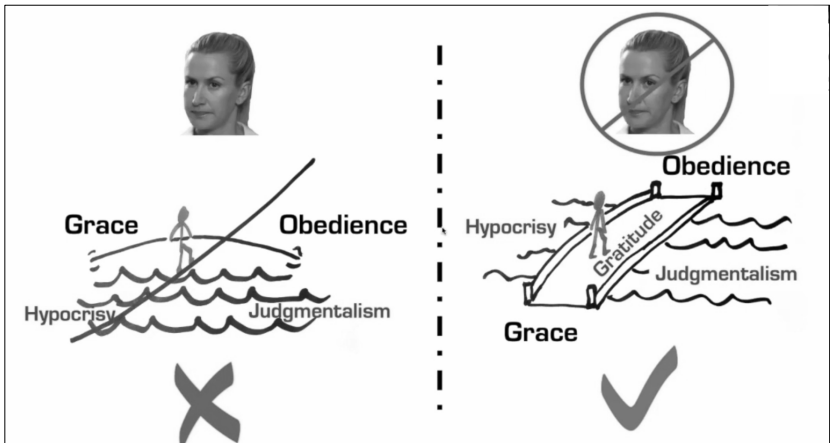 Grace
Obedience
Hypocrisy
Judgmentalism
Obedience
Hypocrisy
Gratitude
Judgmentalism
Grace